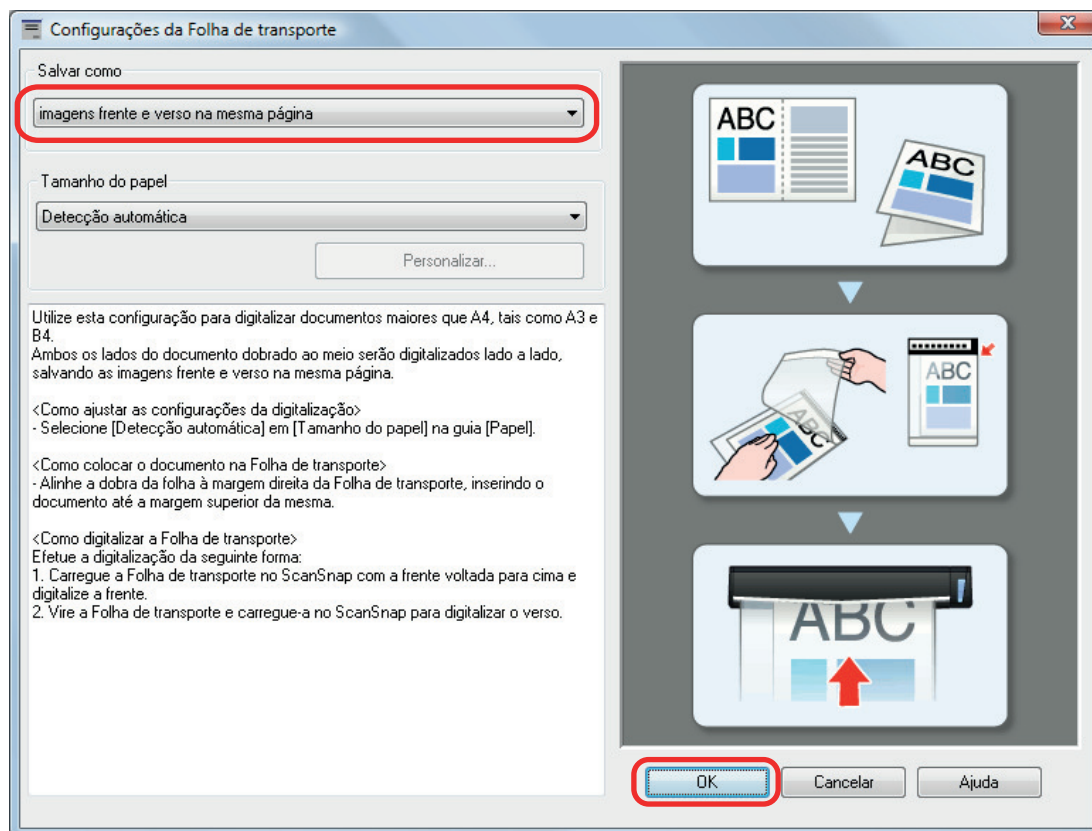 Configurações da Folha de transporte
Salvar como
imagens frente e verso na mesma página
Tamanho do papel
Detecção automática
Personalizar...
Utilize esta configuração para digitalizar documentos maiores que A4, tais como A3 e
B4.
Ambos os lados do documento dobrado ao meio serão digitalizados lado a lado,
salvando as imagens frente e verso na mesma página.
<Como ajustar as configurações da digitalização>
- Selecione [Detecção automática] em [Tamanho do papel] na guia [Papel].
<Como colocar o documento na Folha de transporte>
- Alinhe a dobra da folha à margem direita da Folha de transporte, inserindo o
documento até a margem superior da mesma.
<Como digitalizar a Folha de transporte>
Efetue a digitalização da seguinte forma:
1. Carregue a Folha de transporte no ScanSnap com a frente voltada para cima e
digitalize a frente.
2. Vire a Folha de transporte e carregue-a no ScanSnap para digitalizar o verso.
ABC
ABC
ABC
ABC
ABC
OK
Cancelar
Ajuda